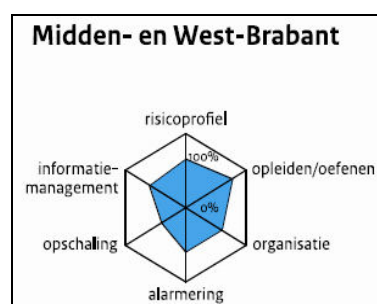 Midden- en West-Brabant
risicoprofiel
100%
informatie-
management
opleiden/oefenen
0%
opschaling
organisatie
alarmering